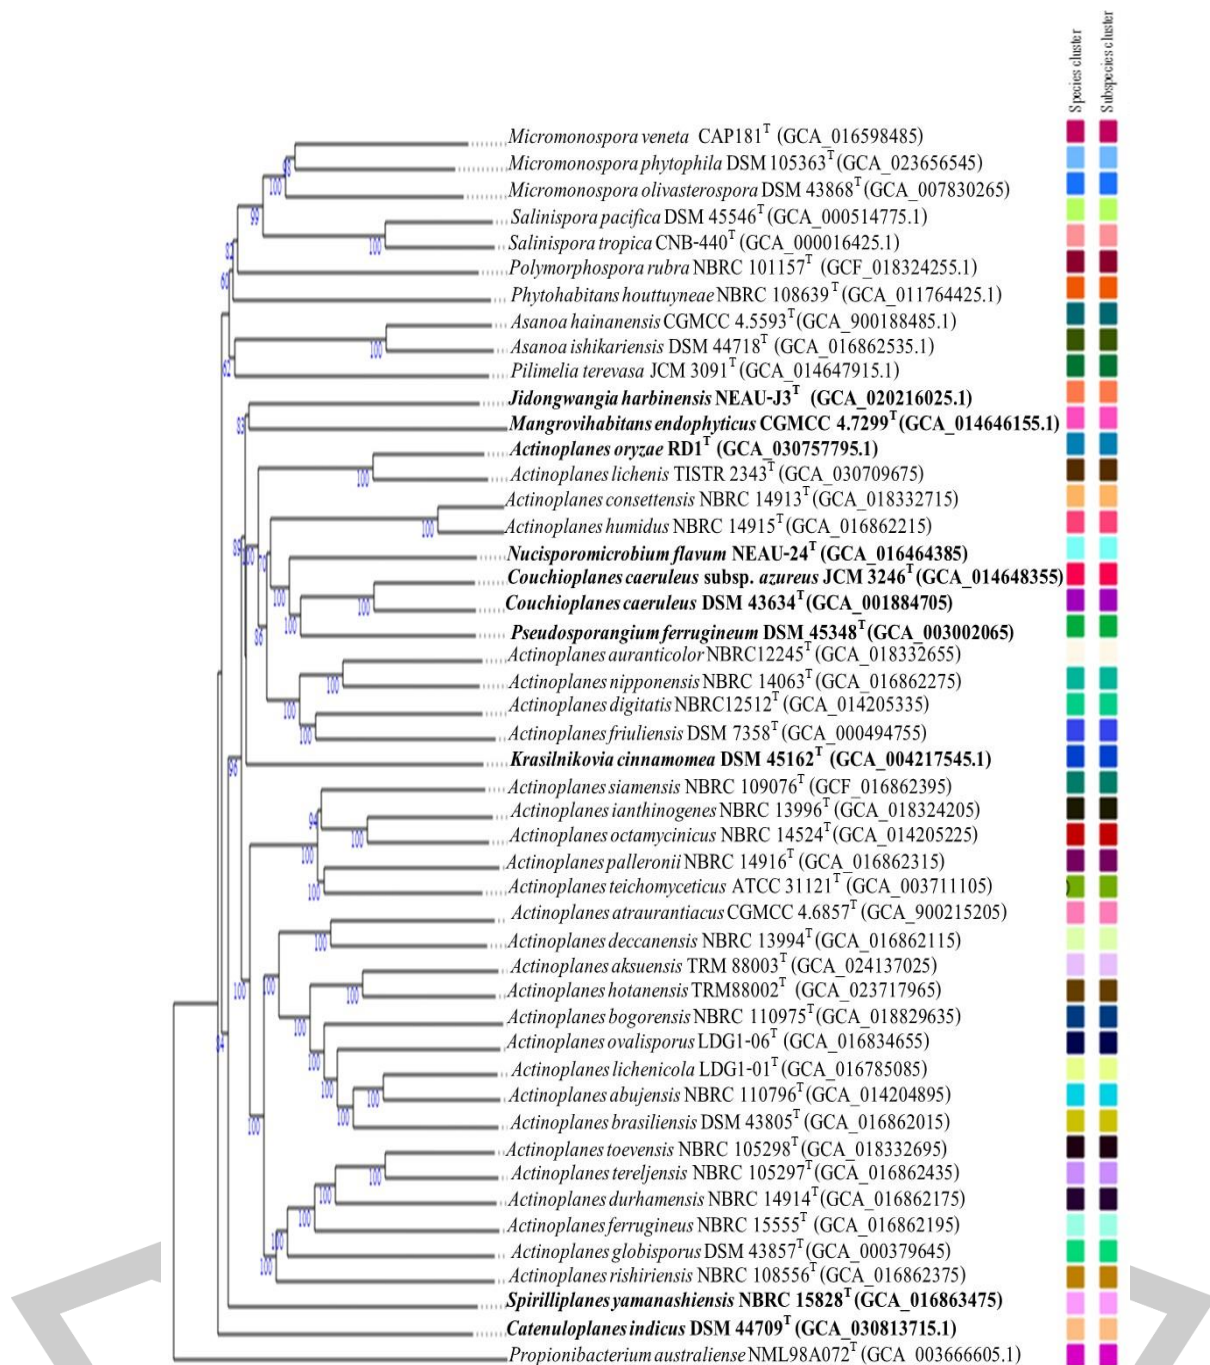 Species cluster
Subspecies cluster
Micromonospora veneta CAP181T (GCA_016598485)
Micromonospora phytophila DSM 105363T (GCA_023656545)
Micromonospora olivasterospora DSM 43868T (GCA_007830265)
Salinispora pacifica DSM 45546T (GCA_000514775.1)
Salinispora tropica CNB-440T (GCA_000016425.1)
Polymorphospora rubra NBRC 101157T (GCF_018324255.1)
Phytohabitans houttuyneae NBRC 108639T (GCA_011764425.1)
Asanoa hainanensis CGMCC 4.5593T (GCA_900188485.1)
Asanoa ishikariensis DSM 44718T (GCA_016862535.1)
Pilimelia terevasa JCM 3091T (GCA_014647915.1)
Jidongwangia harbinensis NEAU-J3T (GCA_020216025.1)
Mangrovihabitans endophyticus CGMCC 4.7299T (GCA_014646155.1)
Actinoplanes oryzae RD1T (GCA_030757795.1)
Actinoplanes lichenis TISTR 2343T (GCA_030709675)
Actinoplanes consettensis NBRC 14913T (GCA_018332715)
Actinoplanes humidus NBRC 14915T (GCA_016862215)
Nucisporomicrobium flavum NEAU-24T (GCA_016464385)
Couchioplanes caeruleus subsp. azureus JCM 3246T (GCA_014648355)
Couchioplanes caeruleus DSM 43634T (GCA_001884705)
Pseudosporangium ferrugineum DSM 45348T (GCA_003002065)
Actinoplanes auranticolor NBRC12245T (GCA_018332655)
Actinoplanes nipponensis NBRC 14063T (GCA_016862275)
Actinoplanes digitatis NBRC12512T (GCA_014205335)
Actinoplanes friuliensis DSM 7358T (GCA_000494755)
Krasilnikovia cinnamomea DSM 45162T (GCA_004217545.1)
Actinoplanes siamensis NBRC 109076T (GCF_016862395)
Actinoplanes ianthinogenes NBRC 13996T (GCA_018324205)
Actinoplanes octamycinicus NBRC 14524T (GCA_014205225)
Actinoplanes palleronii NBRC 14916T (GCA_016862315)
Actinoplanes teichomyceticus ATCC 31121T (GCA_003711105)
Actinoplanes atraurantiacus CGMCC 4.6857T (GCA_900215205)
Actinoplanes deccanensis NBRC 13994T (GCA_016862115)
Actinoplanes aksuensis TRM 88003T (GCA_024137025)
Actinoplanes hotanensis TRM88002T (GCA_023717965)
Actinoplanes bogorensis NBRC 110975T (GCA_018829635)
Actinoplanes ovalisporus LDG1-06T (GCA_016834655)
Actinoplanes lichenicola LDG1-01T (GCA_016785085)
Actinoplanes abujensis NBRC 110796T (GCA_014204895)
Actinoplanes brasiliensis DSM 43805T (GCA_016862015)
Actinoplanes toevensis NBRC 105298T (GCA_018332695)
Actinoplanes tereljensis NBRC 105297T (GCA_016862435)
Actinoplanes durhamensis NBRC 14914T (GCA_016862175)
Actinoplanes ferrugineus NBRC 15555T (GCA_016862195)
Actinoplanes globisporus DSM 43857T (GCA_000379645)
Actinoplanes rishiriensis NBRC 108556T (GCA_016862375)
Spirilliplanes yamanashiensis NBRC 15828T (GCA_016863475)
Catenuloplanes indicus DSM 44709T (GCA_030813715.1)
Propionibacterium australiense NML98A072T (GCA_003666605.1)